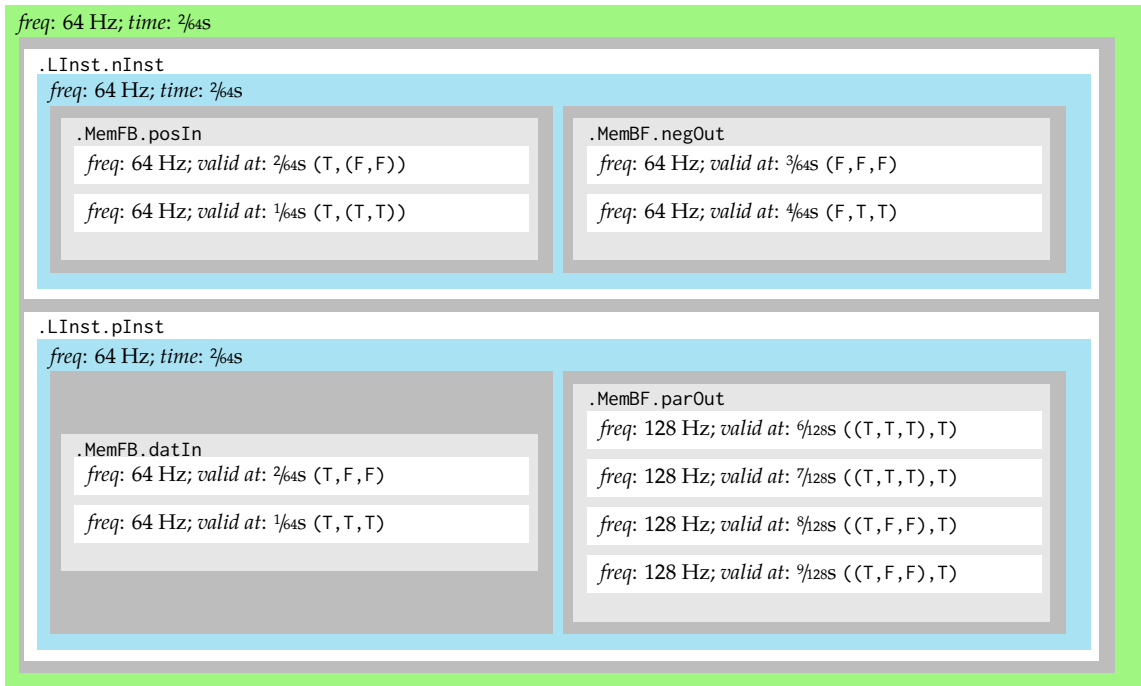 freq: 64 Hz; time: 2/64s
.LInst.nInst
freq: 64 Hz; time: 2/64s
.MemFB.posIn
freq: 64 Hz; valid at: 2/64s (T,(F,F))
freq: 64 Hz; valid at: 1/64s (T,(T,T))
.MemBF.negOut
freq: 64 Hz; valid at: 3/64s (F,F,F)
freq: 64 Hz; valid at: 4/64s (F,T,T)
.LInst.pInst
freq: 64 Hz; time: 2/64s
.MemFB.datIn
freq: 64 Hz; valid at: 2/64s (T,F,F)
freq: 64 Hz; valid at: 1/64s (T,T,T)
.MemBF.parOut
freq: 128 Hz; valid at: 6/128s ((T,T,T),T)
freq: 128 Hz; valid at: 7/128s ((T,T,T),T)
freq: 128 Hz; valid at: 8/128s ((T,F,F),T)
freq: 128 Hz; valid at: 9/128s ((T,F,F),T)